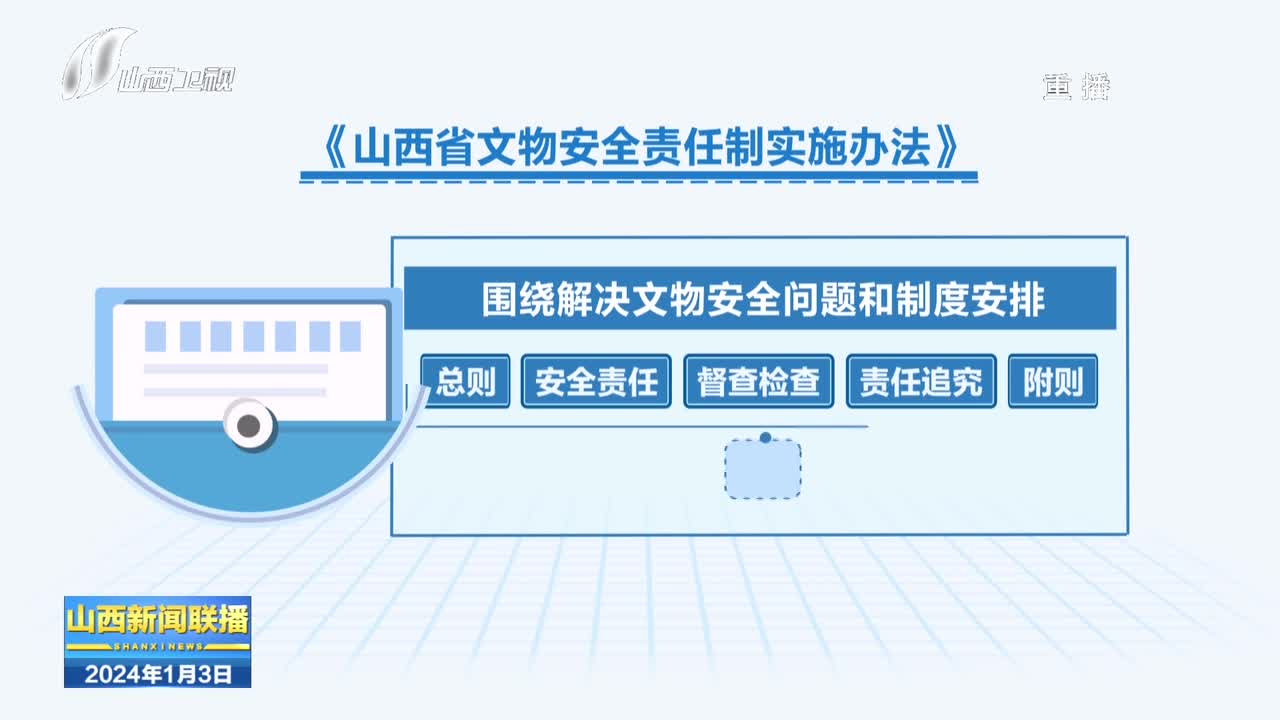 山西卫视
重播
《山西省文物安全责任制实施办法》
围绕解决文物安全问题和制度安排
总则 安全责任 督查检查 责任追究 附则
山西新闻联播
SHANXI NEWS
2024年1月3日